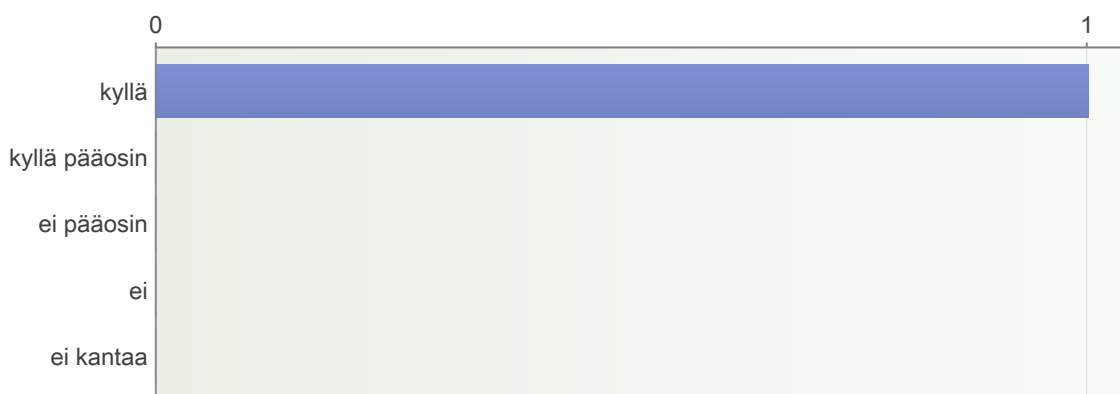 0 1
kyllä
kyllä pääosin
ei pääosin
ei
ei kantaa